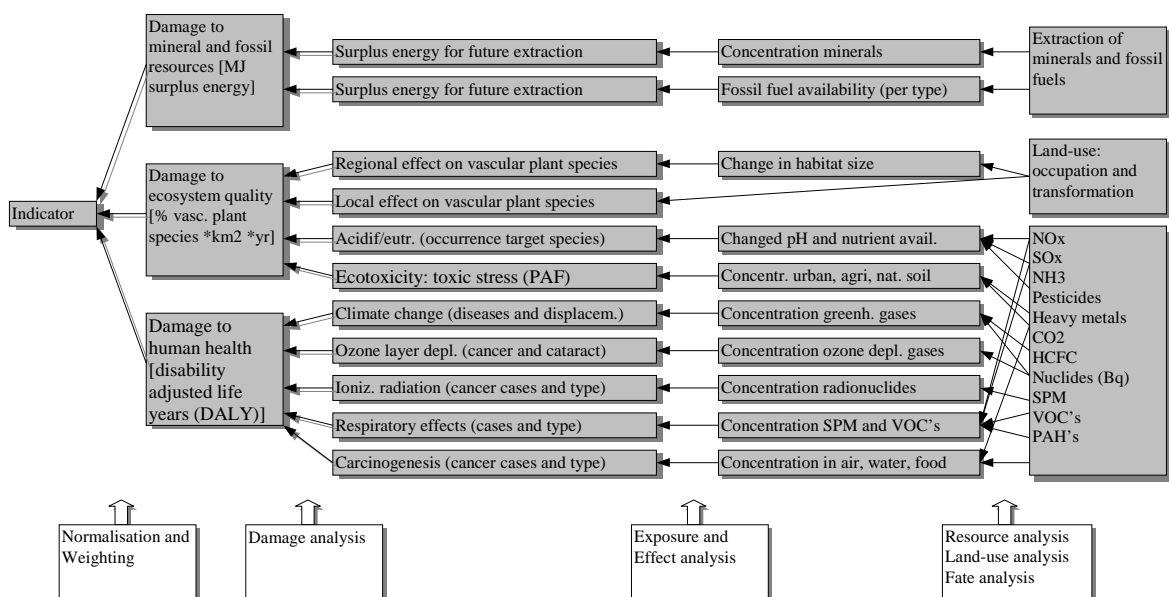 Damage to
mineral and fossil
resources [MJ
surplus energy]
Surplus energy for future extraction
Concentration minerals
Extraction of
minerals and fossil
fuels
Surplus energy for future extraction
Fossil fuel availability (per type)
Indicator
Damage to
ecosystem quality
[% vasc. plant
species *km2 *yr]
Regional effect on vascular plant species
Change in habitat size
Land-use:
occupation and
transformation
Local effect on vascular plant species
Acidif/eutr. (occurrence target species)
Changed pH and nutrient avail.
Ecotoxicity: toxic stress (PAF)
Concentr. urban, agri, nat. soil
NOx
SOx
NH3
Pesticides
Heavy metals
CO2
HCFC
Nuclides (Bq)
SPM
VOC's
PAH's
Damage to
human health
[disability
adjusted life
years (DALY)]
Climate change (diseases and displacem.)
Concentration greenh. gases
Ozone layer depl. (cancer and cataract)
Concentration ozone depl. gases
Ioniz. radiation (cancer cases and type)
Concentration radionuclides
Respiratory effects (cases and type)
Concentration SPM and VOC's
Carcinogenesis (cancer cases and type)
Concentration in air, water, food
Normalisation and
Weighting
Damage analysis
Exposure and
Effect analysis
Resource analysis
Land-use analysis
Fate analysis